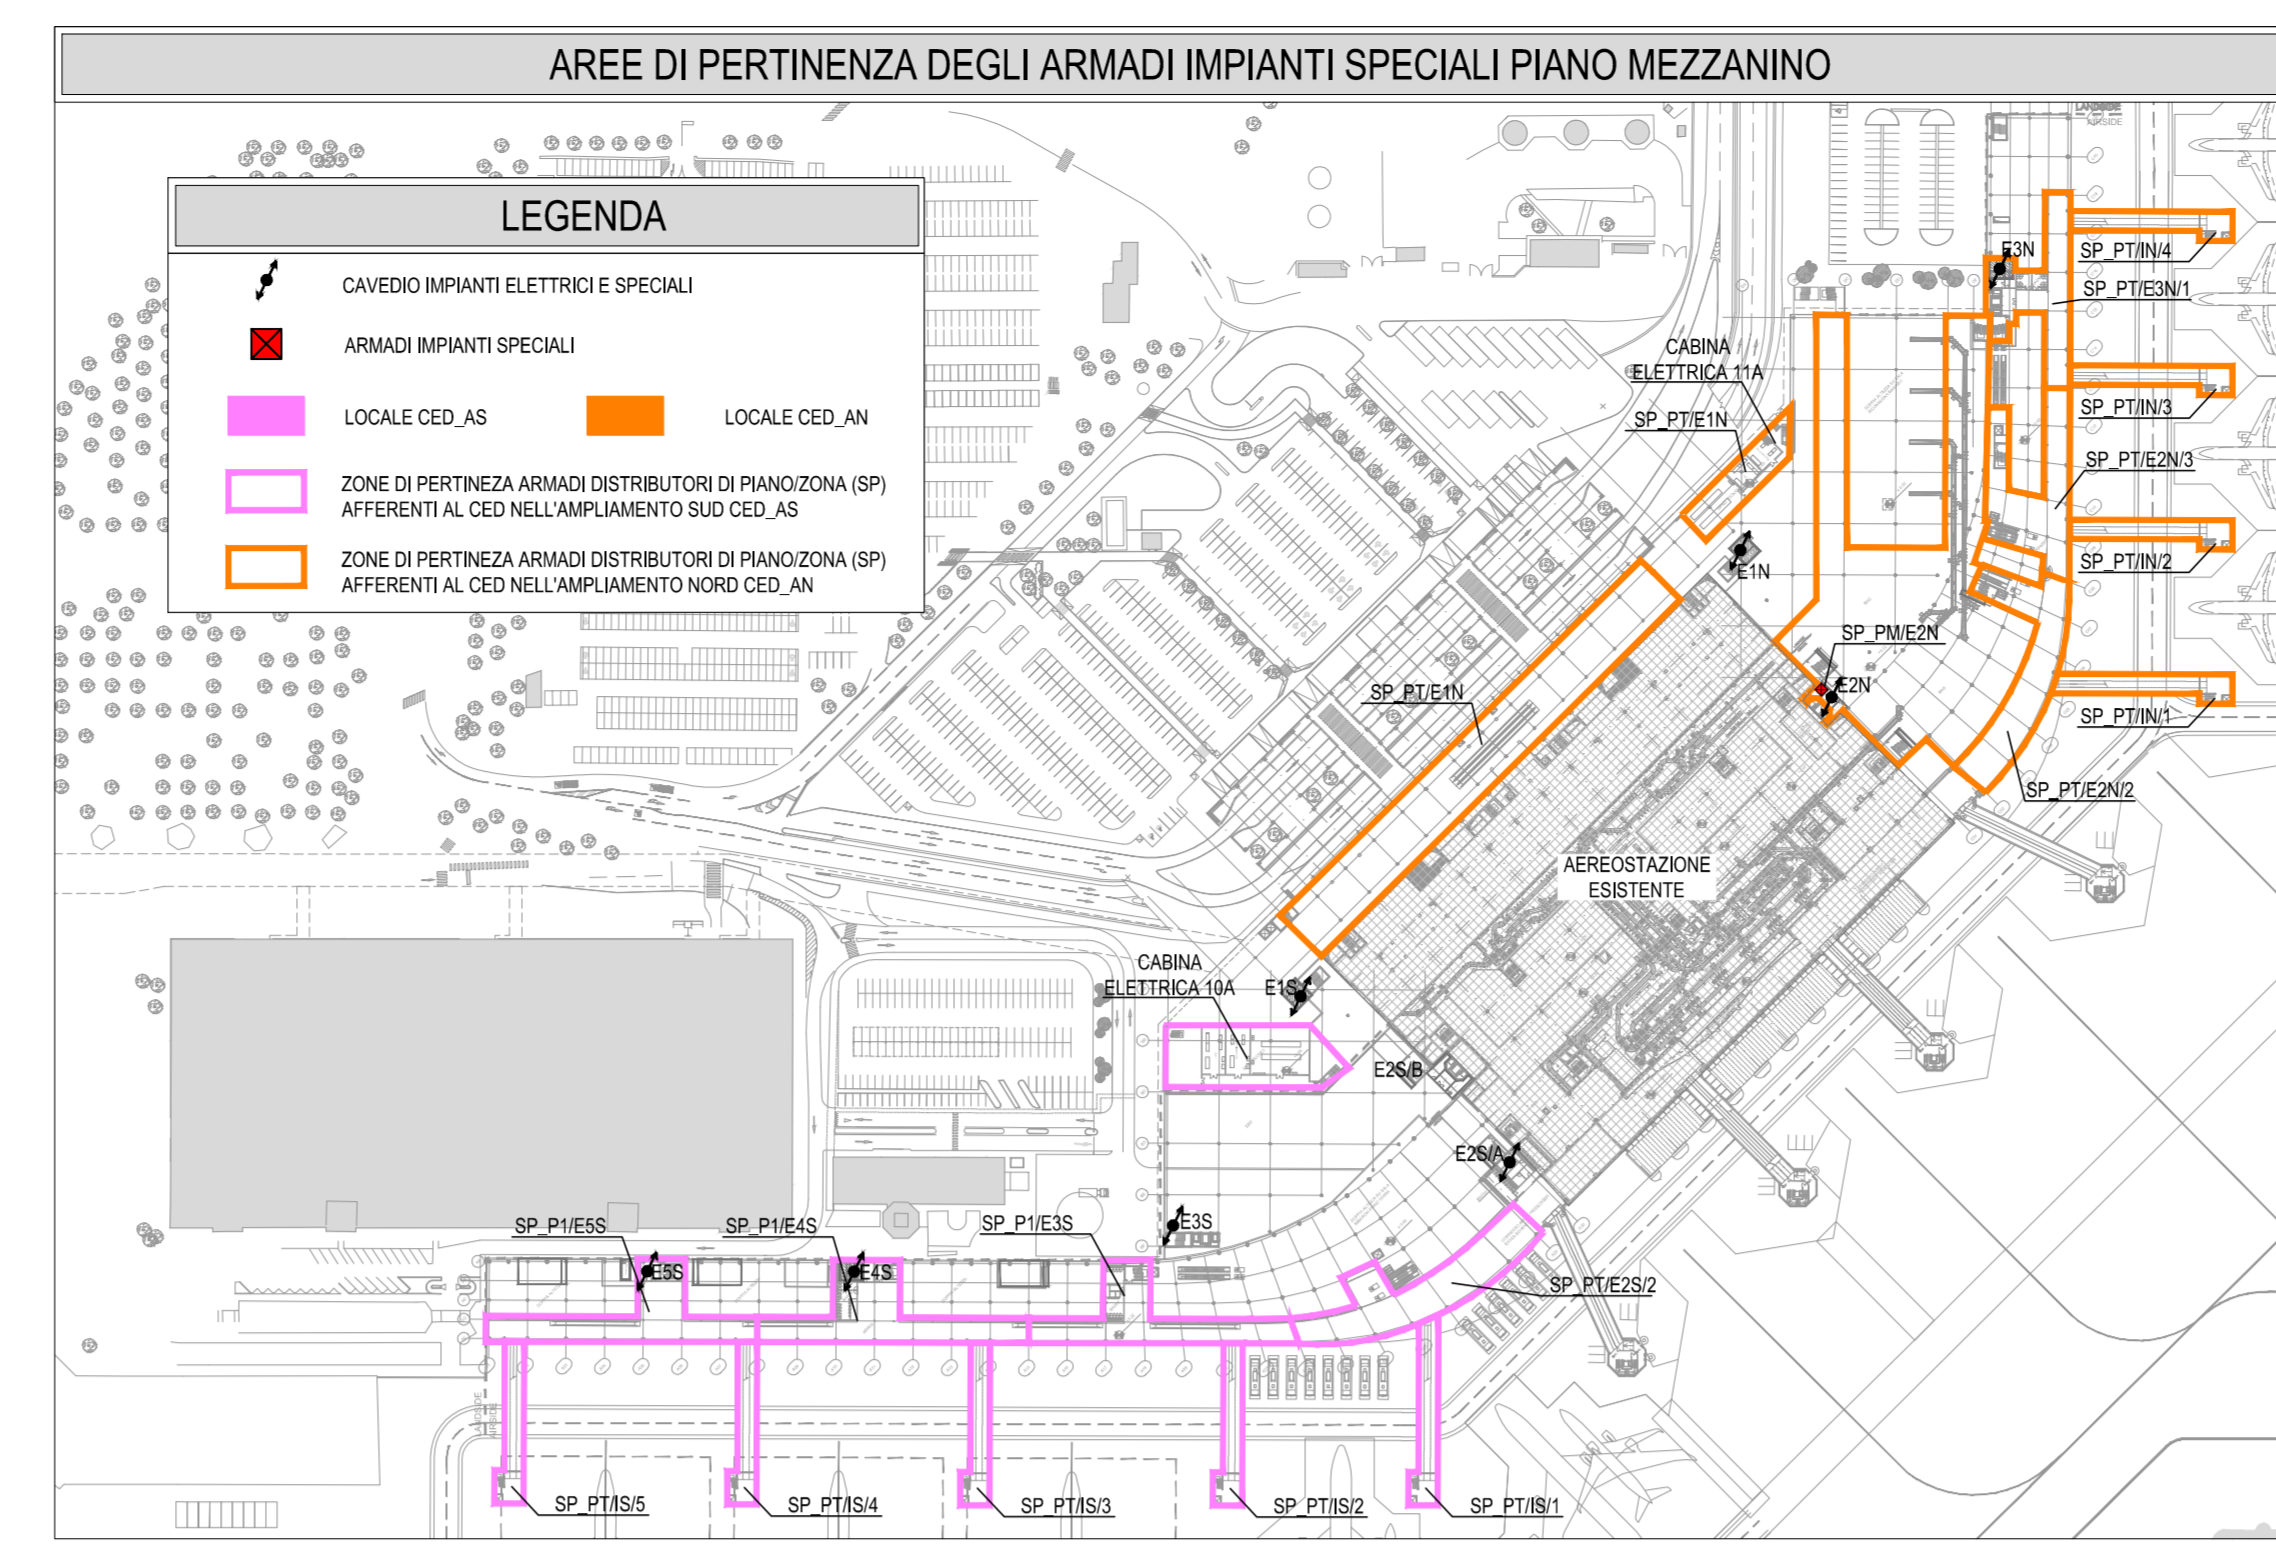 AREE DI PERTINENZA DEGLI ARMADI IMPIANTI SPECIALI PIANO MEZZANINO
LEGENDA
CAVEDIO IMPIANTI ELETTRICI E SPECIALI
ARMADI IMPIANTI SPECIALI
LOCALE CED_AS
LOCALE CED_AN
ZONE DI PERTINEZA ARMADI DISTRIBUTORI DI PIANO/ZONA (SP)
AFFERENTI AL CED NELL'AMPLIAMENTO SUD CED_AS
ZONE DI PERTINEZA ARMADI DISTRIBUTORI DI PIANO/ZONA (SP)
AFFERENTI AL CED NELL'AMPLIAMENTO NORD CED_AN
LANDSIDE
AIRSIDE
E3N
SP_PT/IN/4
SP_PT/E3N/1
CABINA
ELETTRICA 11A
SP_PT/E1N
SP_PT/IN/3
SP_PT/E2N/3
SP_PT/IN/2
E1N
SP_PM/E2N
E2N
SP_PT/E1N
SP_PT/IN/1
SP_PT/E2N/2
AEREOSTAZIONE
ESISTENTE
CABINA
ELETTRICA 10A
E1S
E2S/B
E2S/A
E3S
SP_P1/E5S
SP_P1/E4S
SP_P1/E3S
E5S
E4S
SP_PT/E2S/2
LANDSIDE
AIRSIDE
SP_PT/IS/5
SP_PT/IS/4
SP_PT/IS/3
SP_PT/IS/2
SP_PT/IS/1